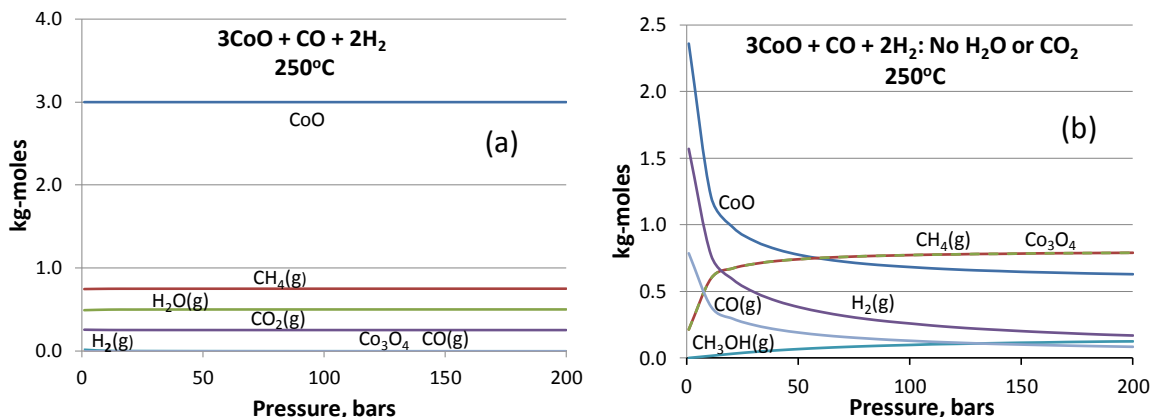 3CoO + CO + 2H₂
250ºC
(a)
kg-moles
4.0
3.0
2.0
1.0
0.0
CoO
CH₄(g)
H₂O(g)
CO₂(g)
H₂(g)
Co₃O₄ CO(g)
0 50 100 150 200
Pressure, bars
3CoO + CO + 2H₂: No H₂O or CO₂
250ºC
(b)
kg-moles
2.5
2.0
1.5
1.0
0.5
0.0
CoO
CH₄(g) Co₃O₄
CO(g)
H₂(g)
CH₃OH(g)
0 50 100 150 200
Pressure, bars